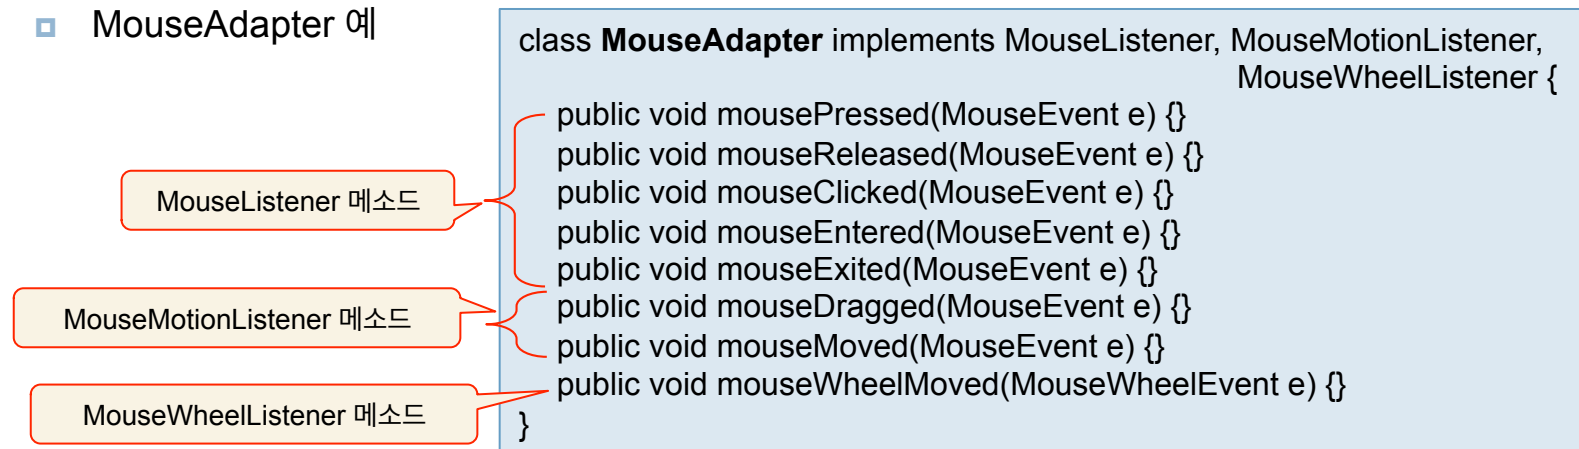 MouseAdapter 예
class MouseAdapter implements MouseListener, MouseMotionListener,
MouseWheelListener {
public void mousePressed(MouseEvent e) {}
public void mouseReleased(MouseEvent e) {}
MouseListener 메소드
public void mouseClicked(MouseEvent e) {}
public void mouseEntered(MouseEvent e) {}
public void mouseExited(MouseEvent e) {}
MouseMotionListener 메소드
public void mouseDragged(MouseEvent e) {}
public void mouseMoved(MouseEvent e) {}
MouseWheelListener 메소드
public void mouseWheelMoved(MouseWheelEvent e) {}
}